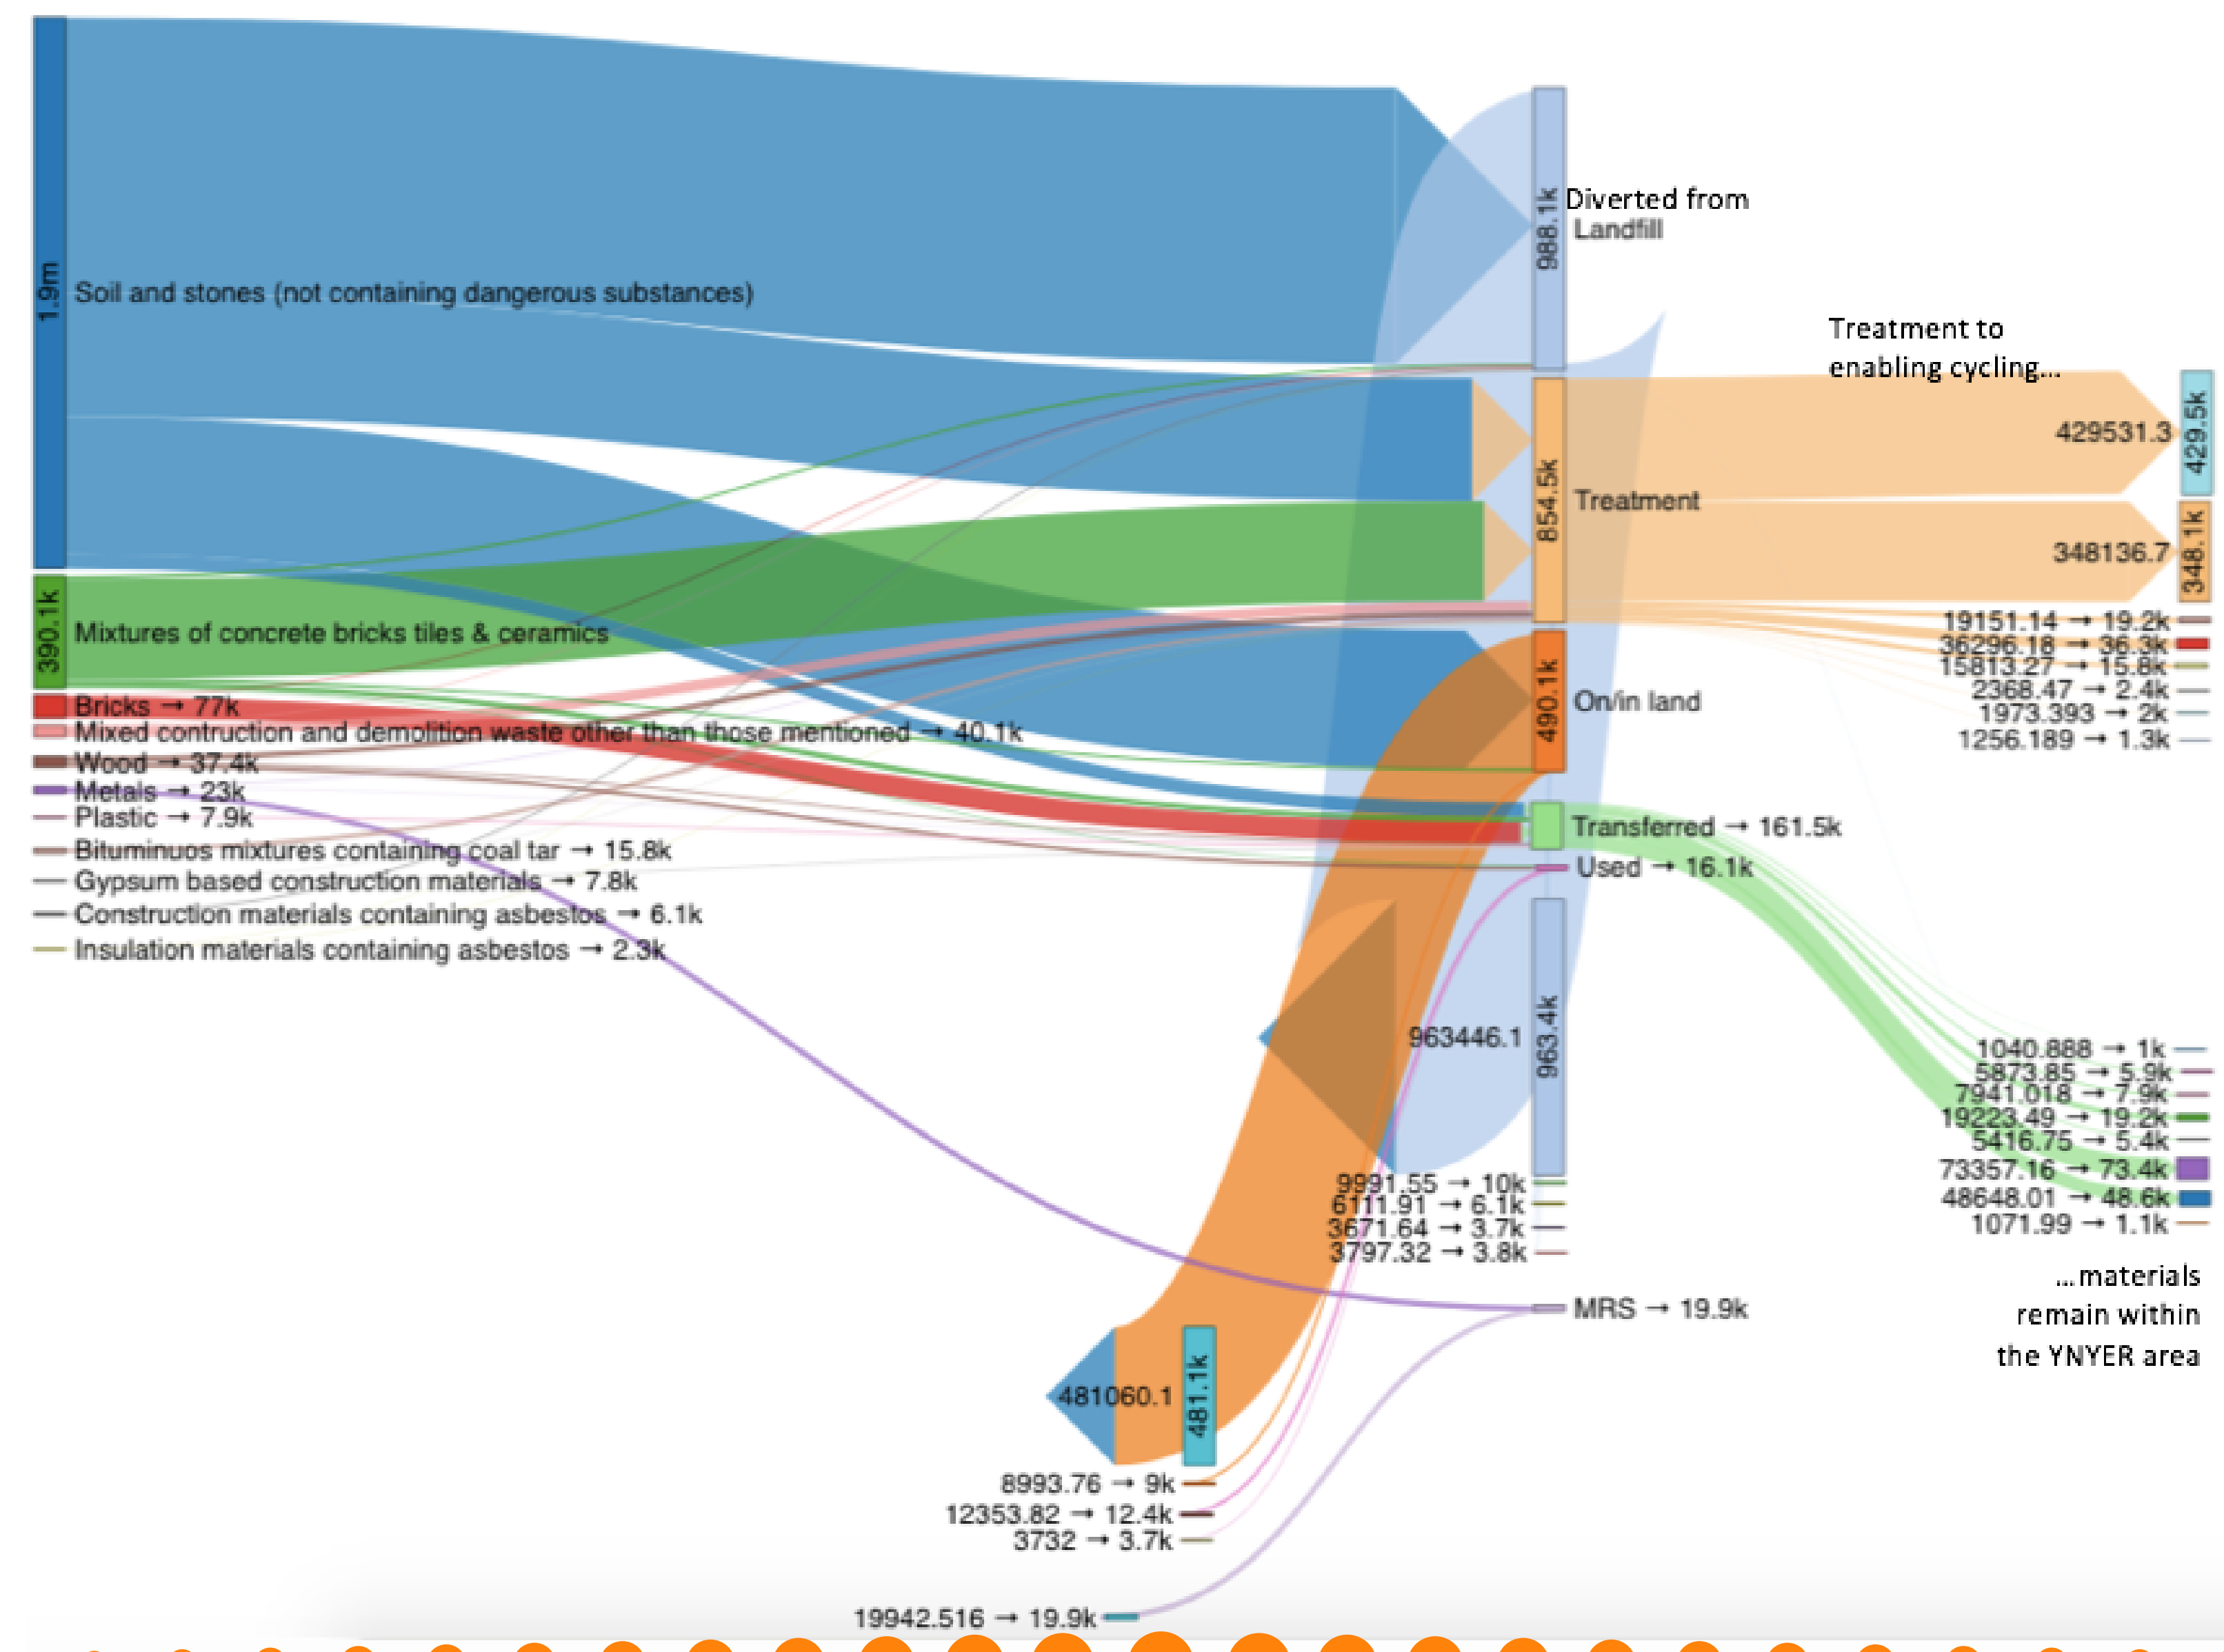 1.9m
Soil and stones (not containing dangerous substances)
390.1k
Mixtures of concrete bricks tiles & ceramics
Bricks → 77k
Mixed contruction and demolition waste other than those mentioned → 40.1k
Wood → 37.4k
Metals → 23k
Plastic → 7.9k
Bituminuos mixtures containing coal tar → 15.8k
Gypsum based construction materials → 7.8k
Construction materials containing asbestos → 6.1k
Insulation materials containing asbestos → 2.3k
988.1k
Diverted from
Landfill
854.5k
Treatment
490.1k
On/in land
Transferred → 161.5k
Used → 16.1k
963446.1
963.4k
9991.55 → 10k
6111.91 → 6.1k
3671.64 → 3.7k
3797.32 → 3.8k
MRS → 19.9k
481060.1
481.1k
8993.76 → 9k
12353.82 → 12.4k
3732 → 3.7k
19942.516 → 19.9k
Treatment to
enabling cycling...
429531.3
429.5k
348136.7
348.1k
19151.14 → 19.2k
36296.18 → 36.3k
15813.27 → 15.8k
2368.47 → 2.4k
1973.393 → 2k
1256.189 → 1.3k
1040.888 → 1k
5873.85 → 5.9k
7941.018 → 7.9k
19223.49 → 19.2k
5416.75 → 5.4k
73357.16 → 73.4k
48648.01 → 48.6k
1071.99 → 1.1k
...materials
remain within
the YNYER area